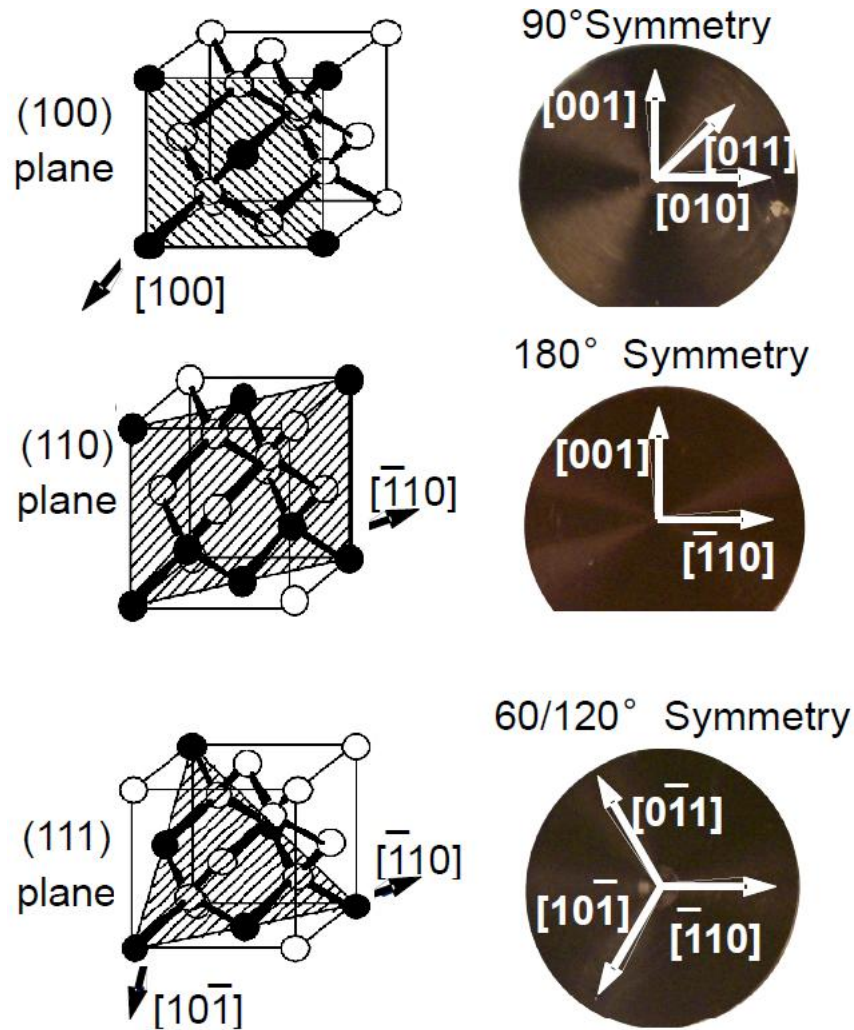 90°Symmetry
(100)
plane
[100]
[001]
[011]
[010]
180° Symmetry
(110)
plane
[1̅10]
[001]
[1̅10]
60/120° Symmetry
(111)
plane
[1̅10]
[101̅]
[01̅1]
[101̅]
[1̅10]